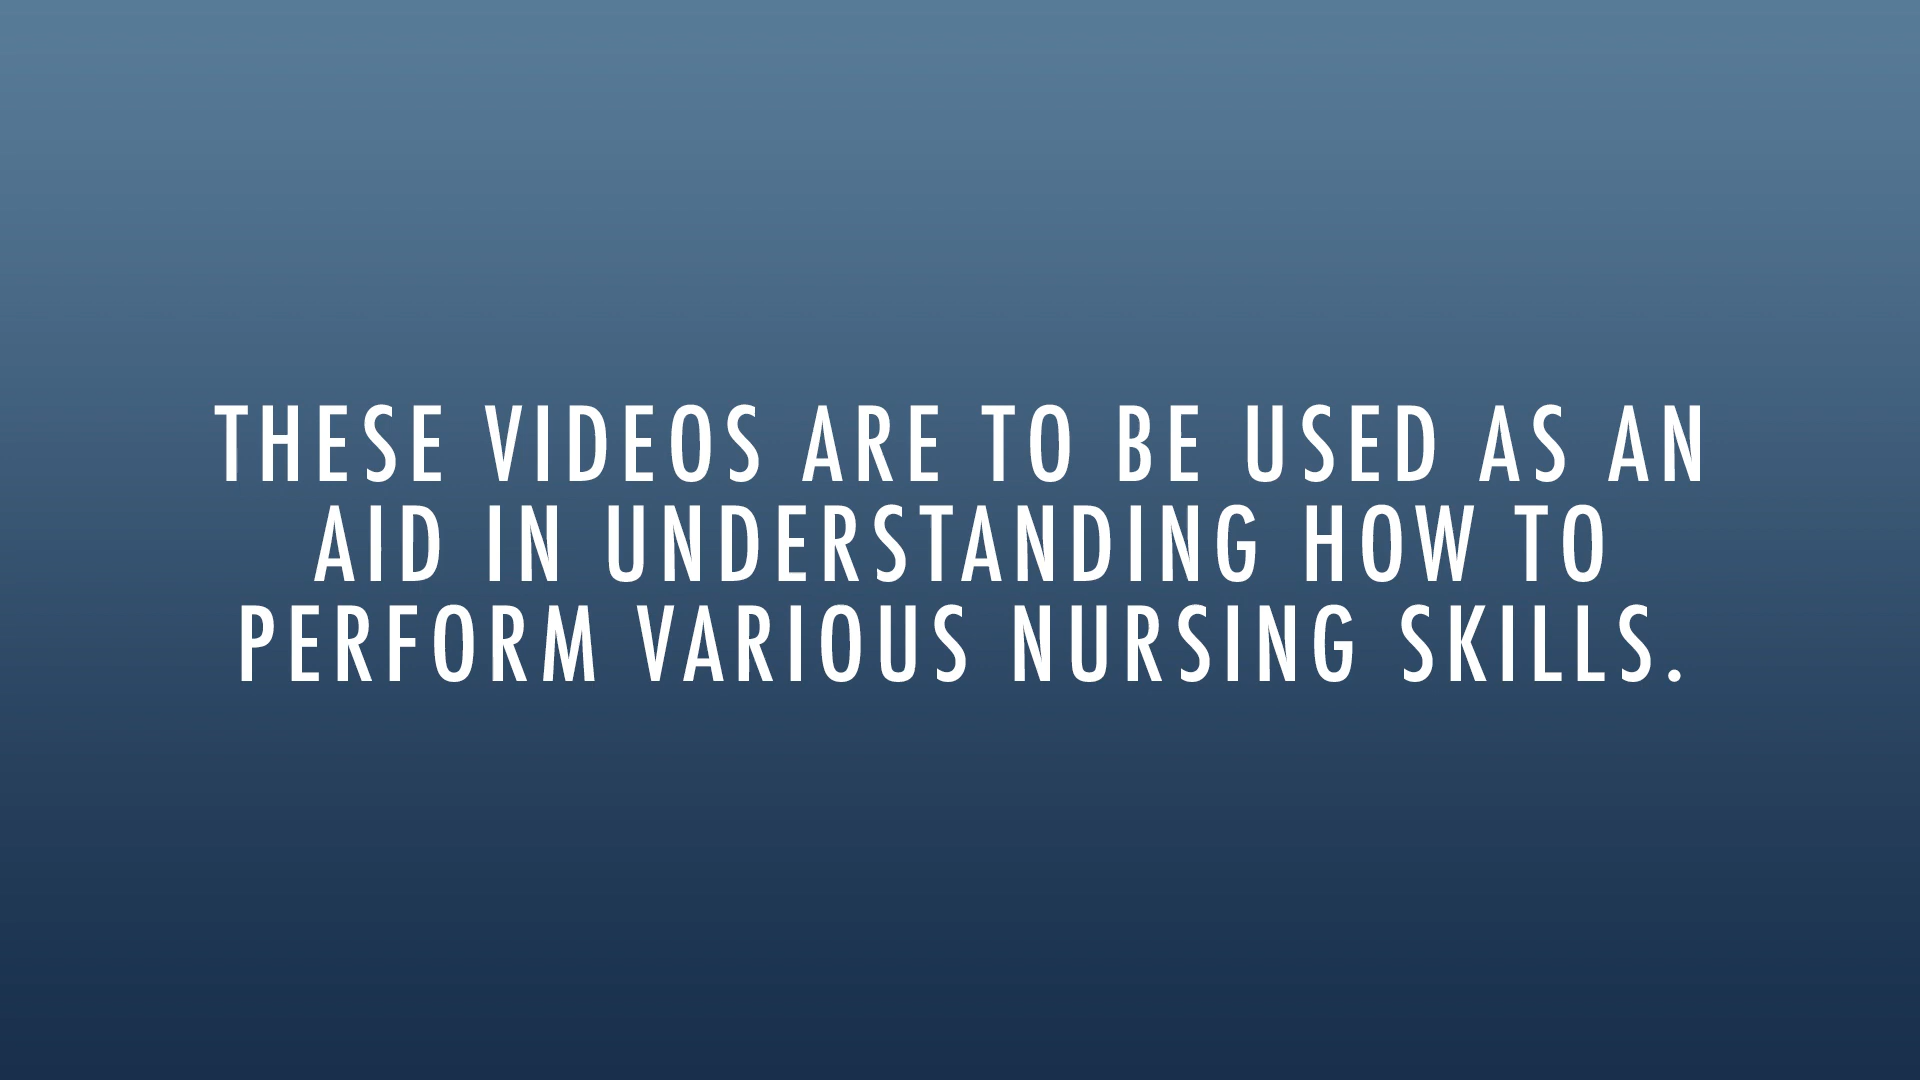 THESE VIDEOS ARE TO BE USED AS AN
AID IN UNDERSTANDING HOW TO
PERFORM VARIOUS NURSING SKILLS.